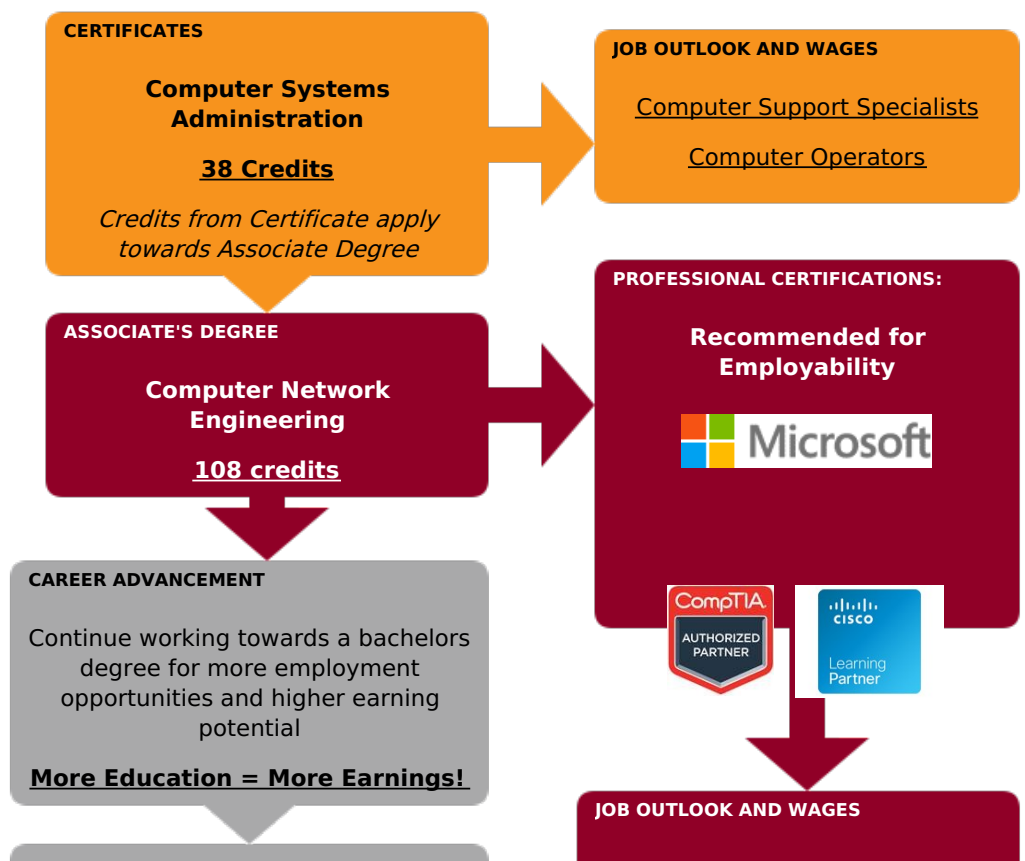 CERTIFICATES
Computer Systems
Administration
38 Credits
Credits from Certificate apply
towards Associate Degree
JOB OUTLOOK AND WAGES
Computer Support Specialists
Computer Operators
ASSOCIATE'S DEGREE
Computer Network
Engineering
108 credits
PROFESSIONAL CERTIFICATIONS:
Recommended for
Employability
Microsoft
CompTIA
AUTHORIZED
PARTNER
CISCO
Learning
Partner
CAREER ADVANCEMENT
Continue working towards a bachelors
degree for more employment
opportunities and higher earning
potential
More Education = More Earnings!
JOB OUTLOOK AND WAGES